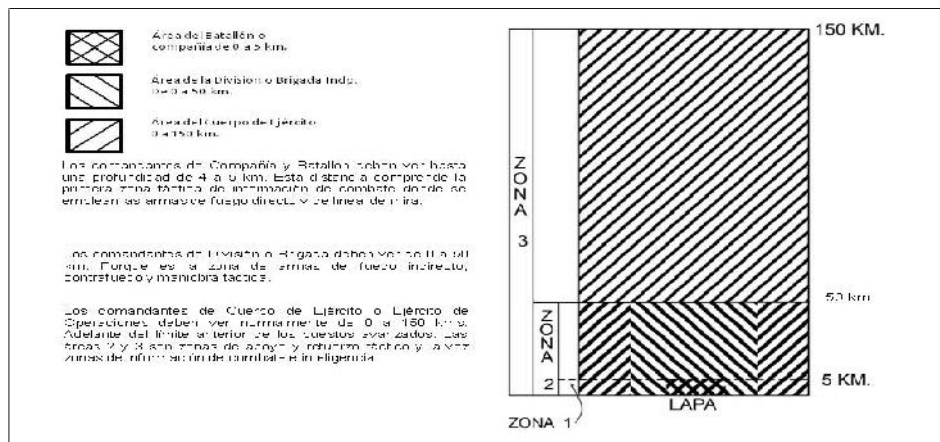 Área del Batallón o
compañía de 0 a 5 km.
Área de la División o Brigada Indp.
De 0 a 50 km.
Área del Cuerpo de Ejército
0 a 150 km.
Los comandantes de Compañía y Batallón deben ver hasta
una profundidad de 4 a 5 km. Esta distancia comprende la
primera zona táctica de información de combate donde se
emplean las armas de fuego directo y de línea de mira.
Los comandantes de División o Brigada deben ver de 0 a 50
km. Porque es la zona de armas de fuego indirecto,
contrafuego y maniobra táctica.
Los comandantes de Cuerpo de Ejército o Ejército de
Operaciones deben ver normalmente de 0 a 150 kms.
Adelante del límite anterior de los puestos avanzados. Las
áreas 2 y 3 son zonas de apoyo y refuerzo táctico y a la vez
zonas de información de combate e inteligencia
150 KM.
ZONA 3
50 km
ZONA 2
5 KM.
LAPA
ZONA 1